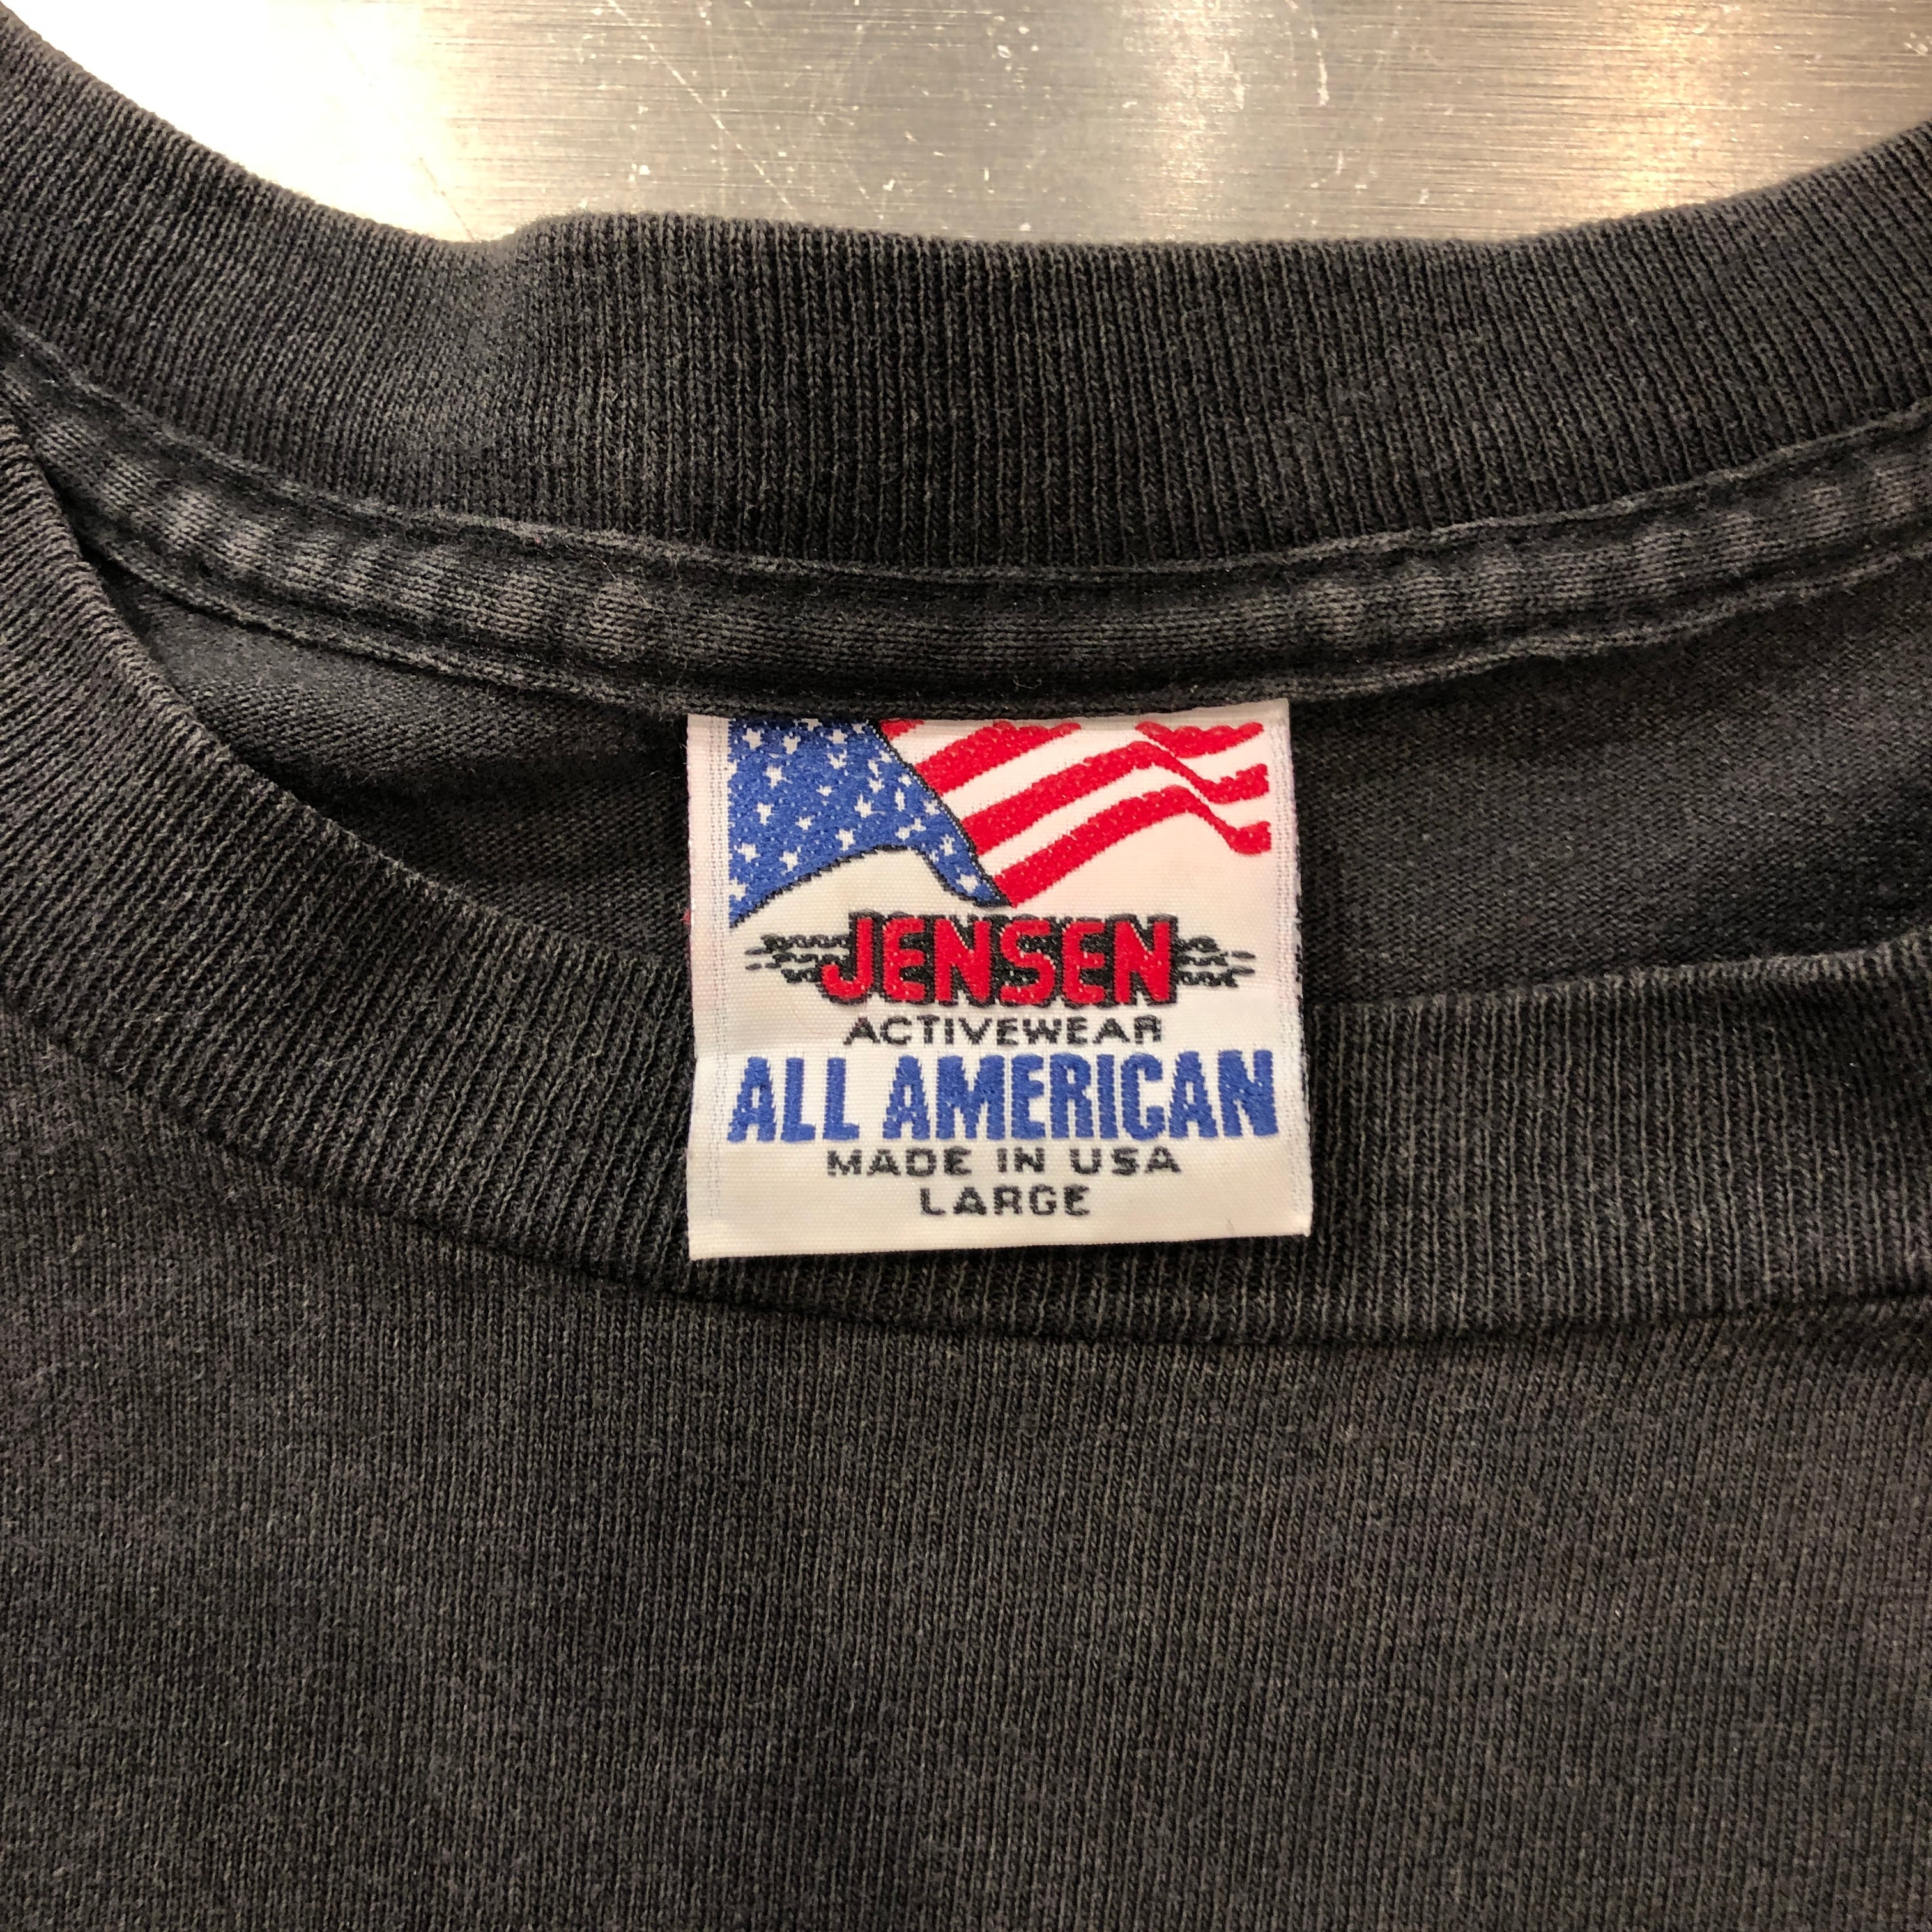 JENSEN
ACTIVEWEAR
ALL AMERICAN
MADE IN USA
LARGE